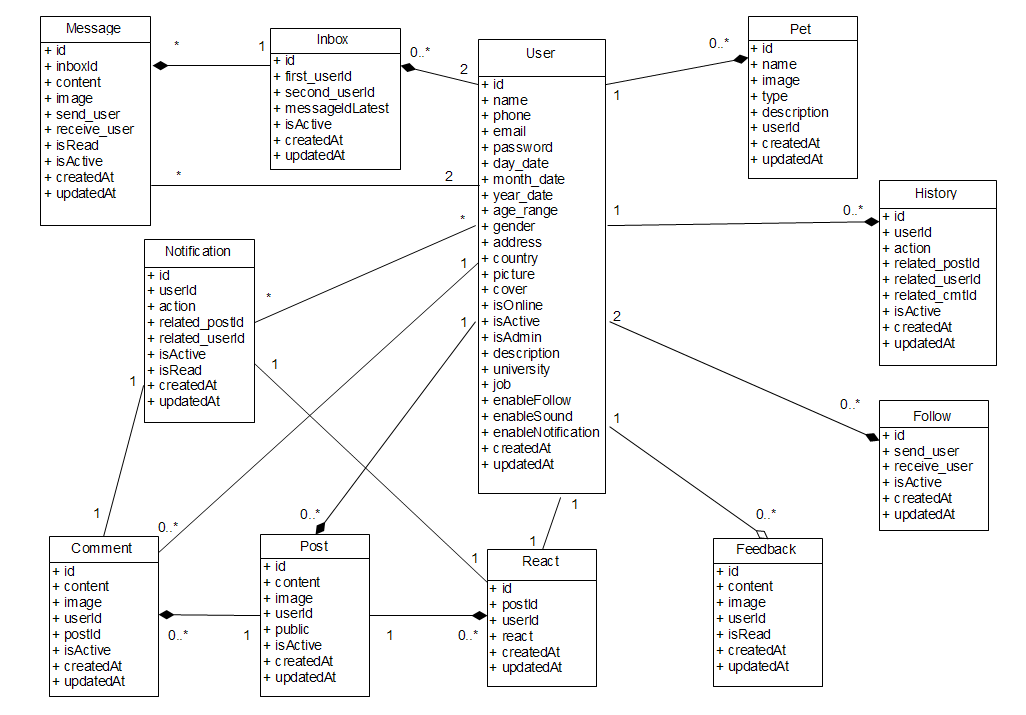 Message
+ id
+ inboxId
+ content
+ image
+ send_user
+ receive_user
+ isRead
+ isActive
+ createdAt
+ updatedAt
*
1
Inbox
+ id
+ first_userId
+ second_userId
+ messageIdLatest
+ isActive
+ createdAt
+ updatedAt
0..*
2
*
2
User
+ id
+ name
+ phone
+ email
+ password
+ day_date
+ month_date
+ year_date
+ age_range
+ gender
+ address
+ country
+ picture
+ cover
+ isOnline
+ isActive
+ isAdmin
+ description
+ university
+ job
+ enableFollow
+ enableSound
+ enableNotification
+ createdAt
+ updatedAt
0..*
1
Pet
+ id
+ name
+ image
+ type
+ description
+ userId
+ createdAt
+ updatedAt
1
0..*
History
+ id
+ userId
+ action
+ related_postId
+ related_userId
+ related_cmtId
+ isActive
+ createdAt
+ updatedAt
Notification
+ id
+ userId
+ action
+ related_postId
+ related_userId
+ isActive
+ isRead
+ createdAt
+ updatedAt
*
*
1
1
1
1
2
0..*
Follow
+ id
+ send_user
+ receive_user
+ isActive
+ createdAt
+ updatedAt
1
0..*
1
0..*
0..*
1
1
1
Comment
+ id
+ content
+ image
+ userId
+ postId
+ isActive
+ createdAt
+ updatedAt
0..*
1
Post
+ id
+ content
+ image
+ userId
+ public
+ isActive
+ createdAt
+ updatedAt
1
0..*
React
+ id
+ postId
+ userId
+ react
+ createdAt
+ updatedAt
Feedback
+ id
+ content
+ image
+ userId
+ isRead
+ createdAt
+ updatedAt